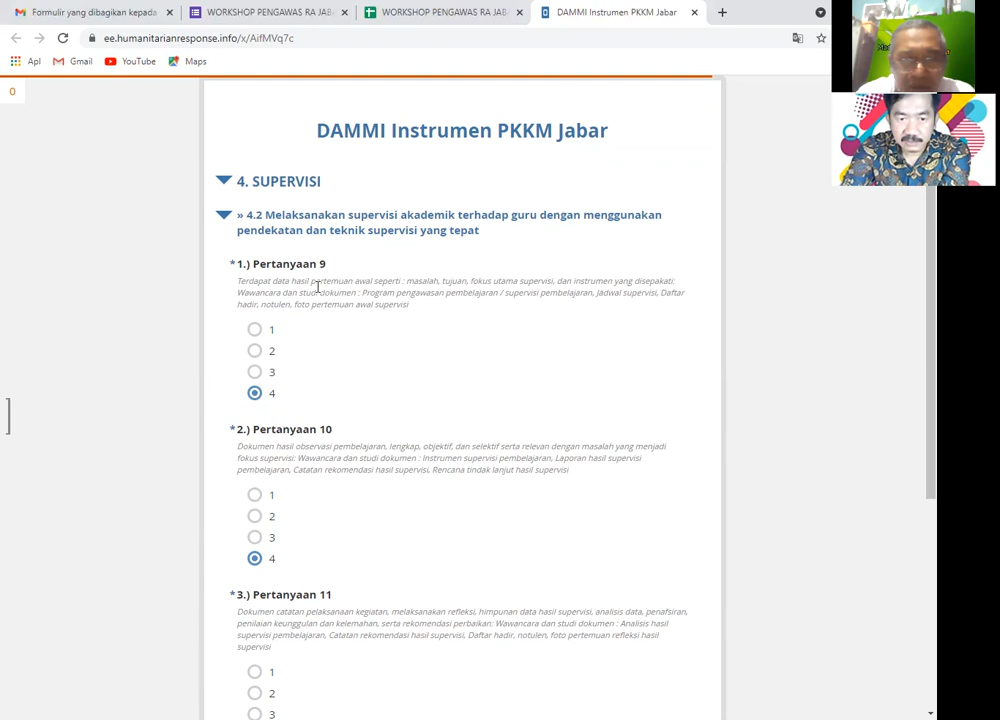 Formulir yang dibagikan kepada
WORKSHOP PENGAWAS RA JAB
WORKSHOP PENGAWAS RA JAB
DAMMI Instrumen PKKM Jabar
ee.humanitarianresponse.info/x/AifMVq7c
Apl
Gmail
YouTube
Maps
0
DAMMI Instrumen PKKM Jabar
4. SUPERVISI
» 4.2 Melaksanakan supervisi akademik terhadap guru dengan menggunakan
pendekatan dan teknik supervisi yang tepat
* 1.) Pertanyaan 9
Terdapat data hasil pertemuan awal seperti : masalah, tujuan, fokus utama supervisi, dan instrumen yang disepakati:
Wawancara dan studi dokumen : Program pengawasan pembelajaran / supervisi pembelajaran, Jadwal supervisi, Daftar
hadir, notulen, foto pertemuan awal supervisi
1
2
3
4
* 2.) Pertanyaan 10
Dokumen hasil observasi pembelajaran, lengkap, objektif, dan selektif serta relevan dengan masalah yang menjadi
fokus supervisi: Wawancara dan studi dokumen : Instrumen supervisi pembelajaran, Laporan hasil supervisi
pembelajaran, Catatan rekomendasi hasil supervisi, Rencana tindak lanjut hasil supervisi
1
2
3
4
* 3.) Pertanyaan 11
Dokumen catatan pelaksanaan kegiatan, melaksanakan refleksi, himpunan data hasil supervisi, analisis data, penafsiran,
penilaian keunggulan dan kelemahan, serta rekomendasi perbaikan: Wawancara dan studi dokumen : Analisis hasil
supervisi pembelajaran, Catatan rekomendasi hasil supervisi, Daftar hadir, notulen, foto pertemuan refleksi hasil
supervisi
1
2
3